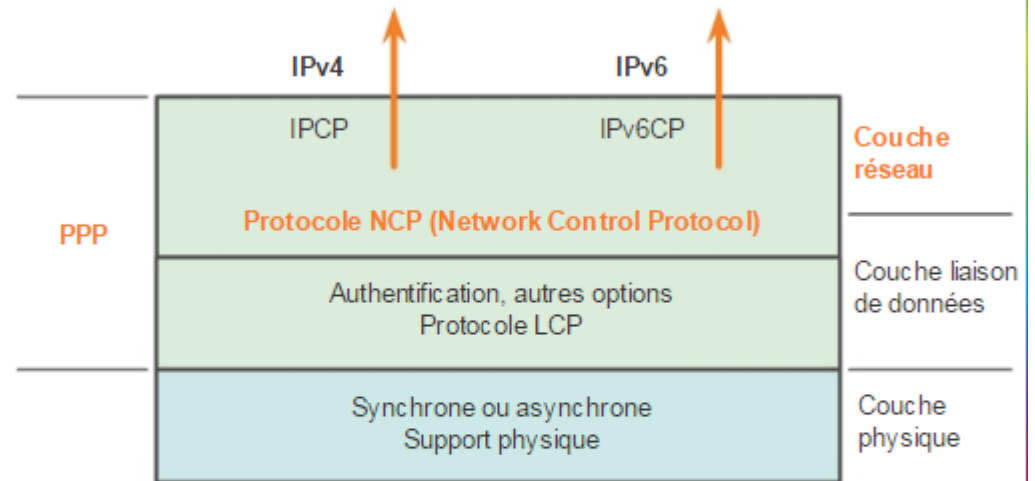 IPv4 IPv6
IPCP IPv6CP
Couche
réseau
Protocole NCP (Network Control Protocol)
PPP
Couche liaison
de données
Authentification, autres options
Protocole LCP
Synchrone ou asynchrone
Support physique
Couche
physique